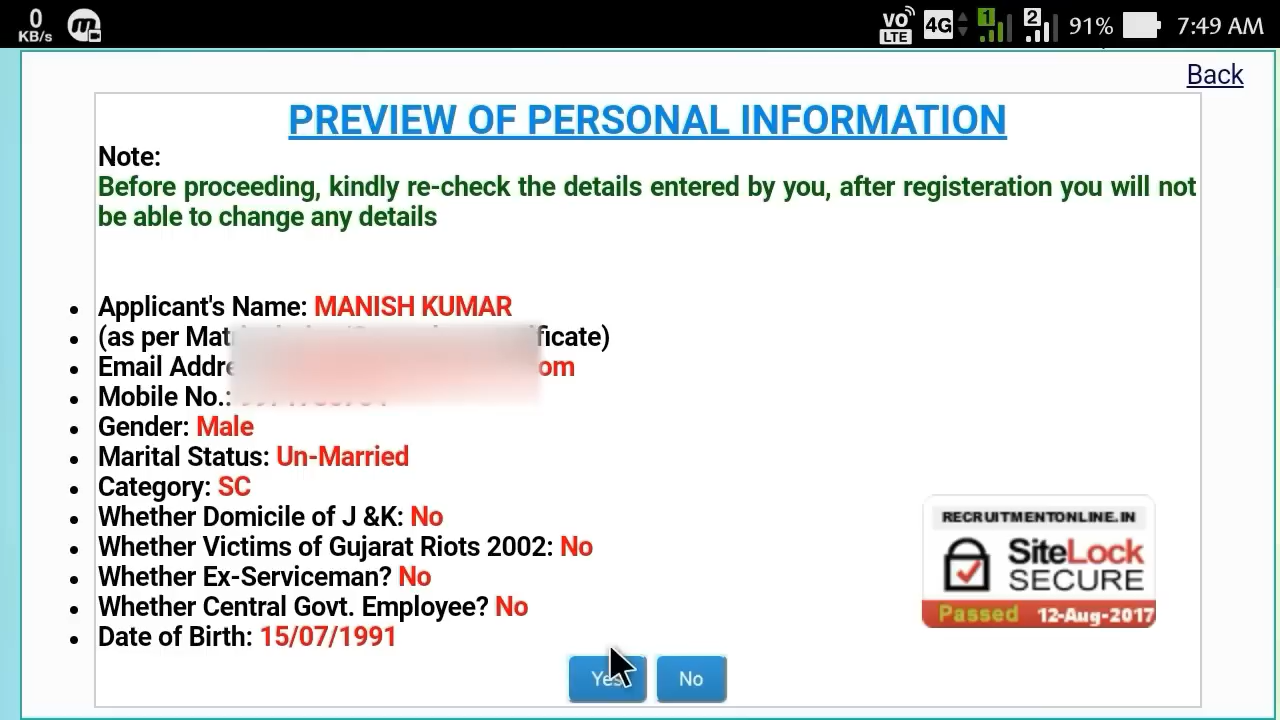 0
KB/s
VO
LTE
4G
1
2
91%
7:49 AM
Back
PREVIEW OF PERSONAL INFORMATION
Note:
Before proceeding, kindly re-check the details entered by you, after registeration you will not
be able to change any details
Applicant's Name: MANISH KUMAR
(as per
Email
Mobile No.:
Gender: Male
Marital Status: Un-Married
Category: SC
Whether Domicile of J &K: No
Whether Victims of Gujarat Riots 2002: No
Whether Ex-Serviceman? No
Whether Central Govt. Employee? No
Date of Birth: 15/07/1991
RECRUITMENTONLINE.IN
SiteLock
SECURE
Passed 12-Aug-2017
Yes No